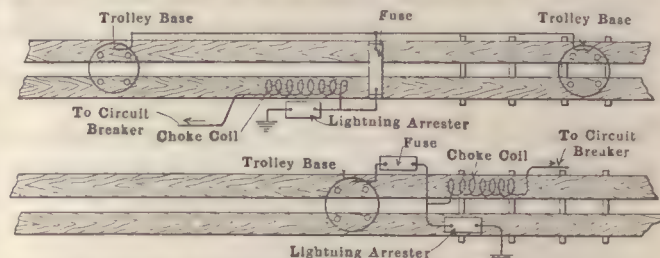 Trolley Base
Fuse
Trolley Base
To Circuit
Breaker
Choke Coil
Lightning Arrester
Fuse
Trolley Base
Choke Coil
To Circuit
Breaker
Lightning Arrester